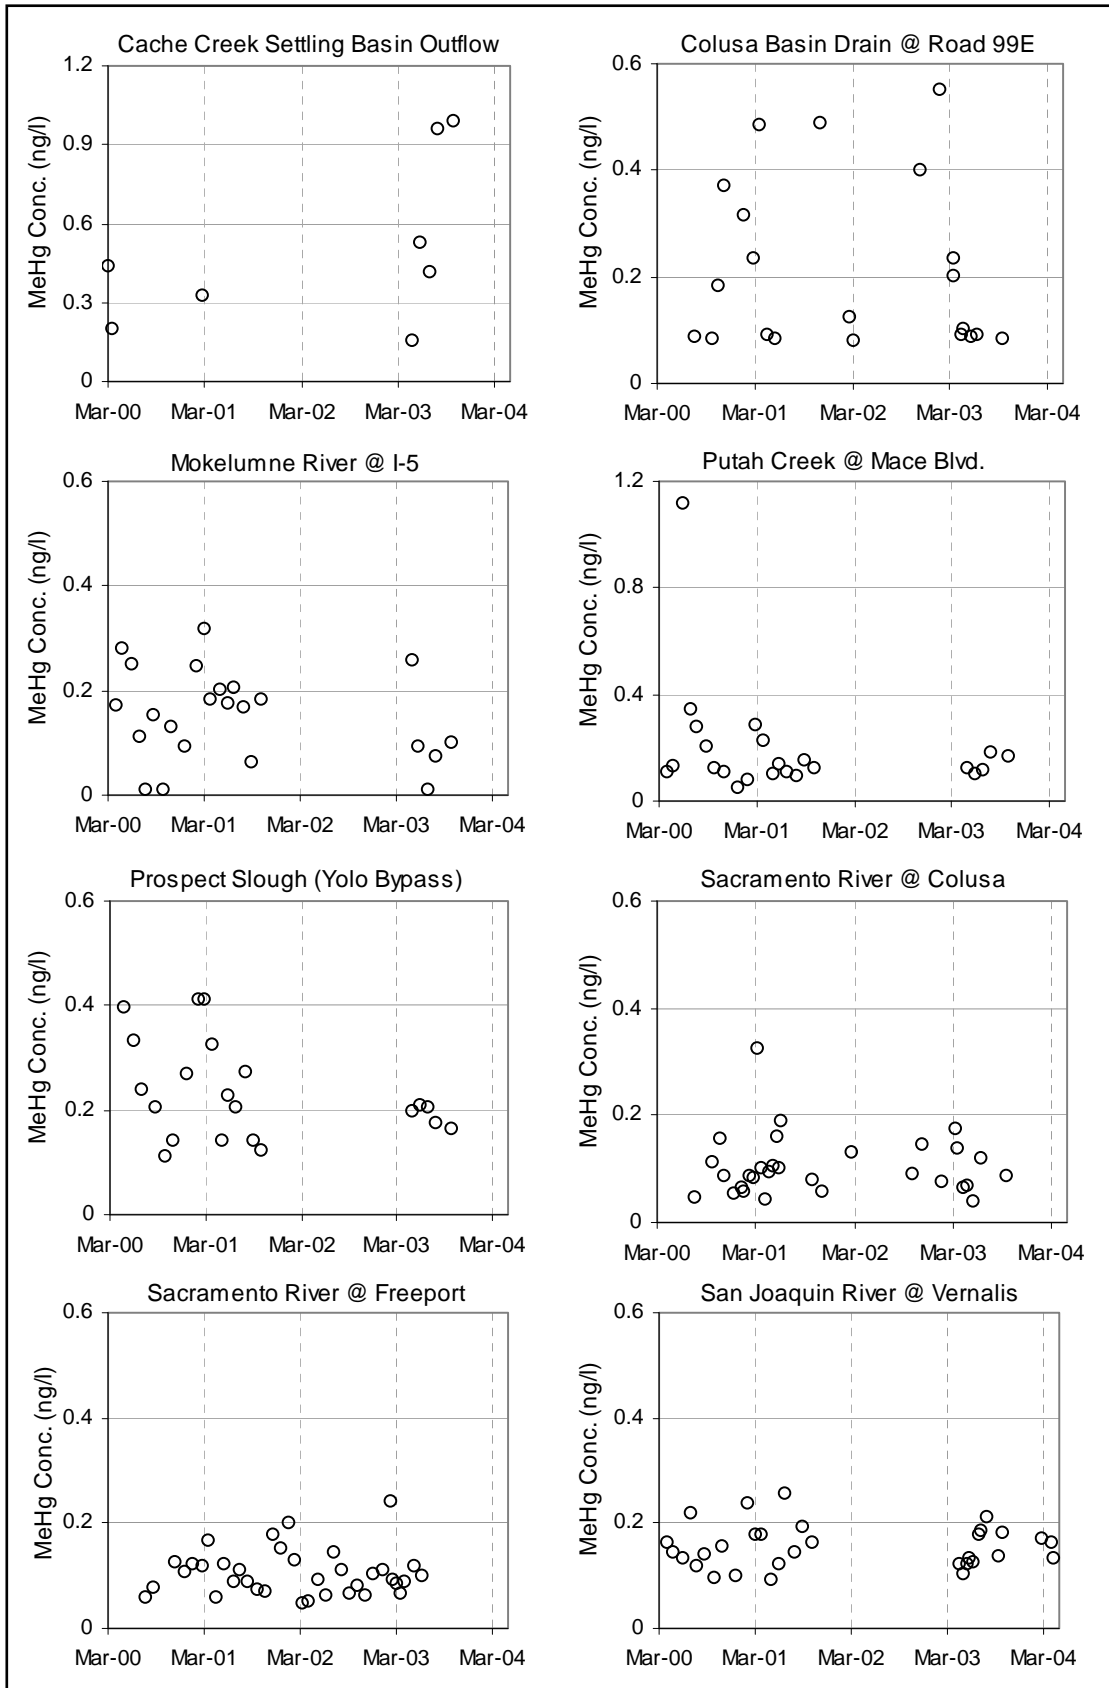 Cache Creek Settling Basin Outflow
MeHg Conc. (ng/l)
1.2
0.9
0.6
0.3
0
Mar-00 Mar-01 Mar-02 Mar-03 Mar-04
Colusa Basin Drain @ Road 99E
MeHg Conc. (ng/l)
0.6
0.4
0.2
0
Mar-00 Mar-01 Mar-02 Mar-03 Mar-04
Mokelumne River @ I-5
MeHg Conc. (ng/l)
0.6
0.4
0.2
0
Mar-00 Mar-01 Mar-02 Mar-03 Mar-04
Putah Creek @ Mace Blvd.
MeHg Conc. (ng/l)
1.2
0.8
0.4
0
Mar-00 Mar-01 Mar-02 Mar-03 Mar-04
Prospect Slough (Yolo Bypass)
MeHg Conc. (ng/l)
0.6
0.4
0.2
0
Mar-00 Mar-01 Mar-02 Mar-03 Mar-04
Sacramento River @ Colusa
MeHg Conc. (ng/l)
0.6
0.4
0.2
0
Mar-00 Mar-01 Mar-02 Mar-03 Mar-04
Sacramento River @ Freeport
MeHg Conc. (ng/l)
0.6
0.4
0.2
0
Mar-00 Mar-01 Mar-02 Mar-03 Mar-04
San Joaquin River @ Vernalis
MeHg Conc. (ng/l)
0.6
0.4
0.2
0
Mar-00 Mar-01 Mar-02 Mar-03 Mar-04